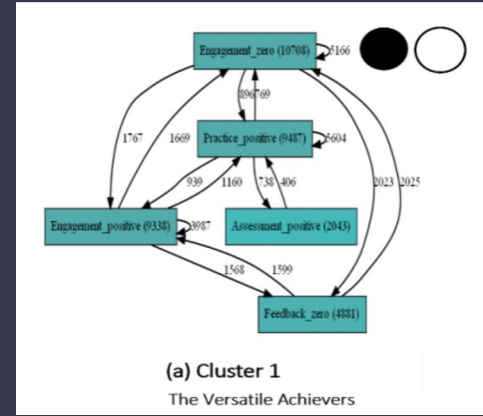 Engagement_zero (10708)
5166
896 769
Practice_positive (9487)
5604
1767
1669
939
1160
738
406
2023
2025
Engagement_positive (9338)
3987
Assessment_positive (2043)
1568
1599
Feedback_zero (4881)
(a) Cluster 1
The Versatile Achievers